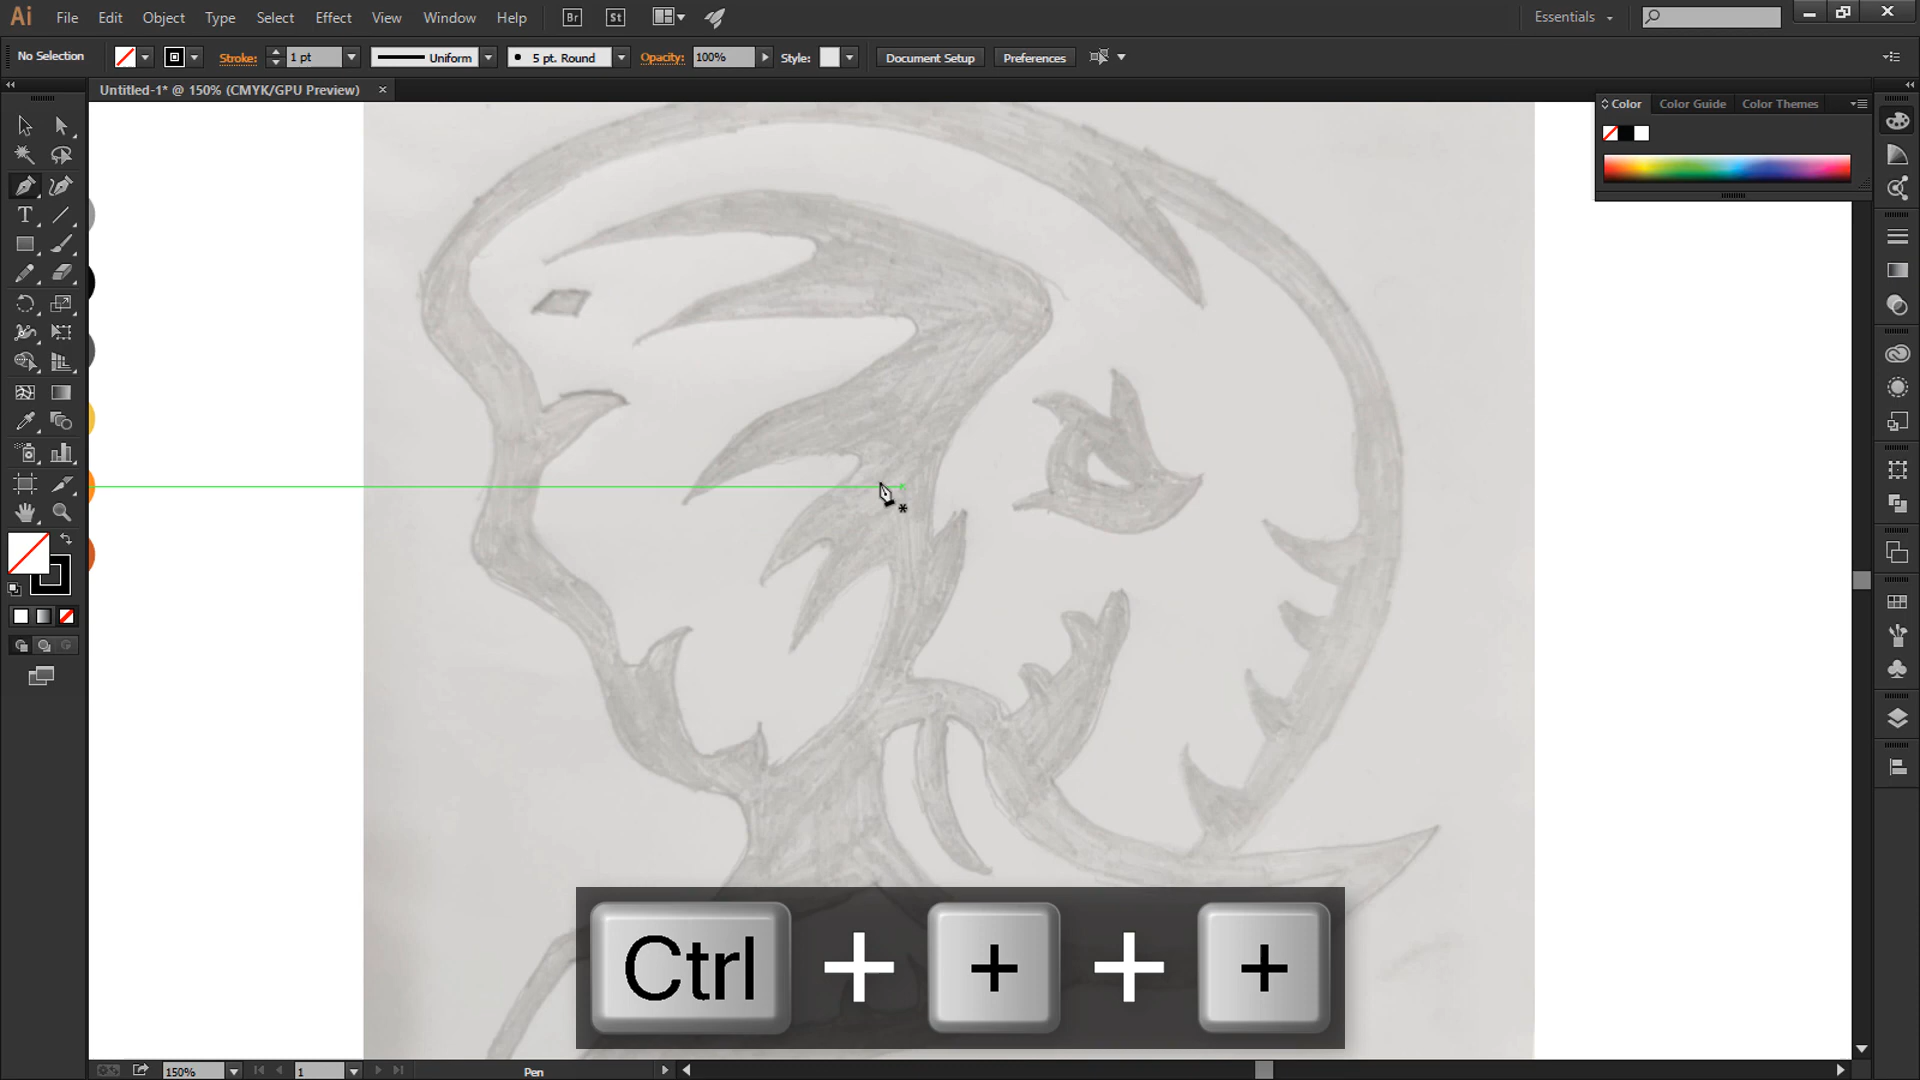 Ai File Edit Object Type Select Effect View Window Help Br St Essentials
No Selection Stroke: 1 pt Uniform 5 pt. Round Opacity: 100% Style: Document Setup Preferences
Untitled-1* @ 150% (CMYK/GPU Preview) ×
Color Color Guide Color Themes
T
Ctrl + + + +
150% 1 Pen